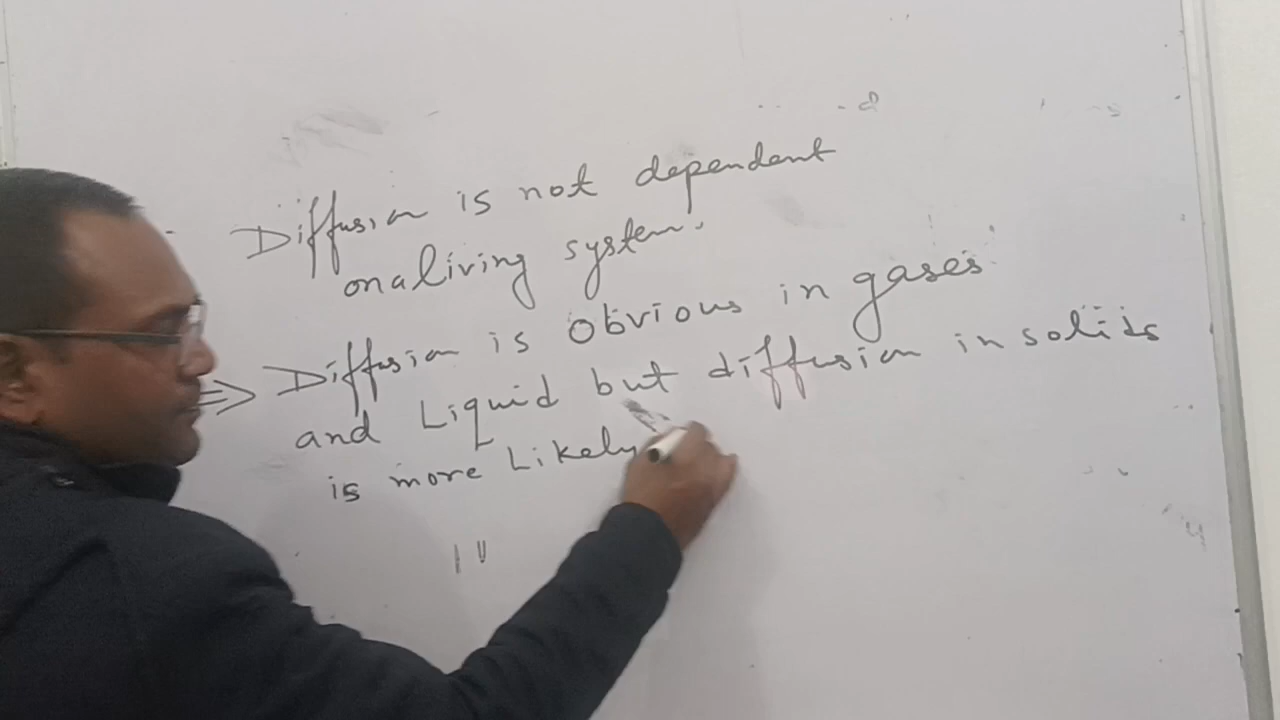 Diffusion is not dependent
on a living system.
⇒ Diffusion is obvious in gases
and Liquid but diffusion in solids
is more Likely